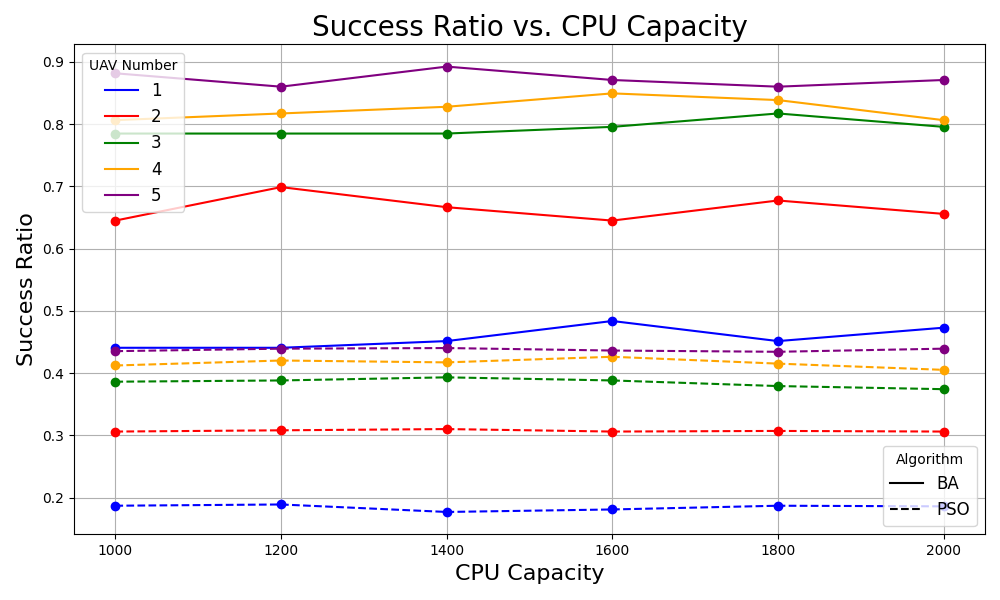 Success Ratio vs. CPU Capacity
Success Ratio
0.9
0.8
0.7
0.6
0.5
0.4
0.3
0.2
UAV Number
1
2
3
4
5
Algorithm
BA
PSO
1000 1200 1400 1600 1800 2000
CPU Capacity